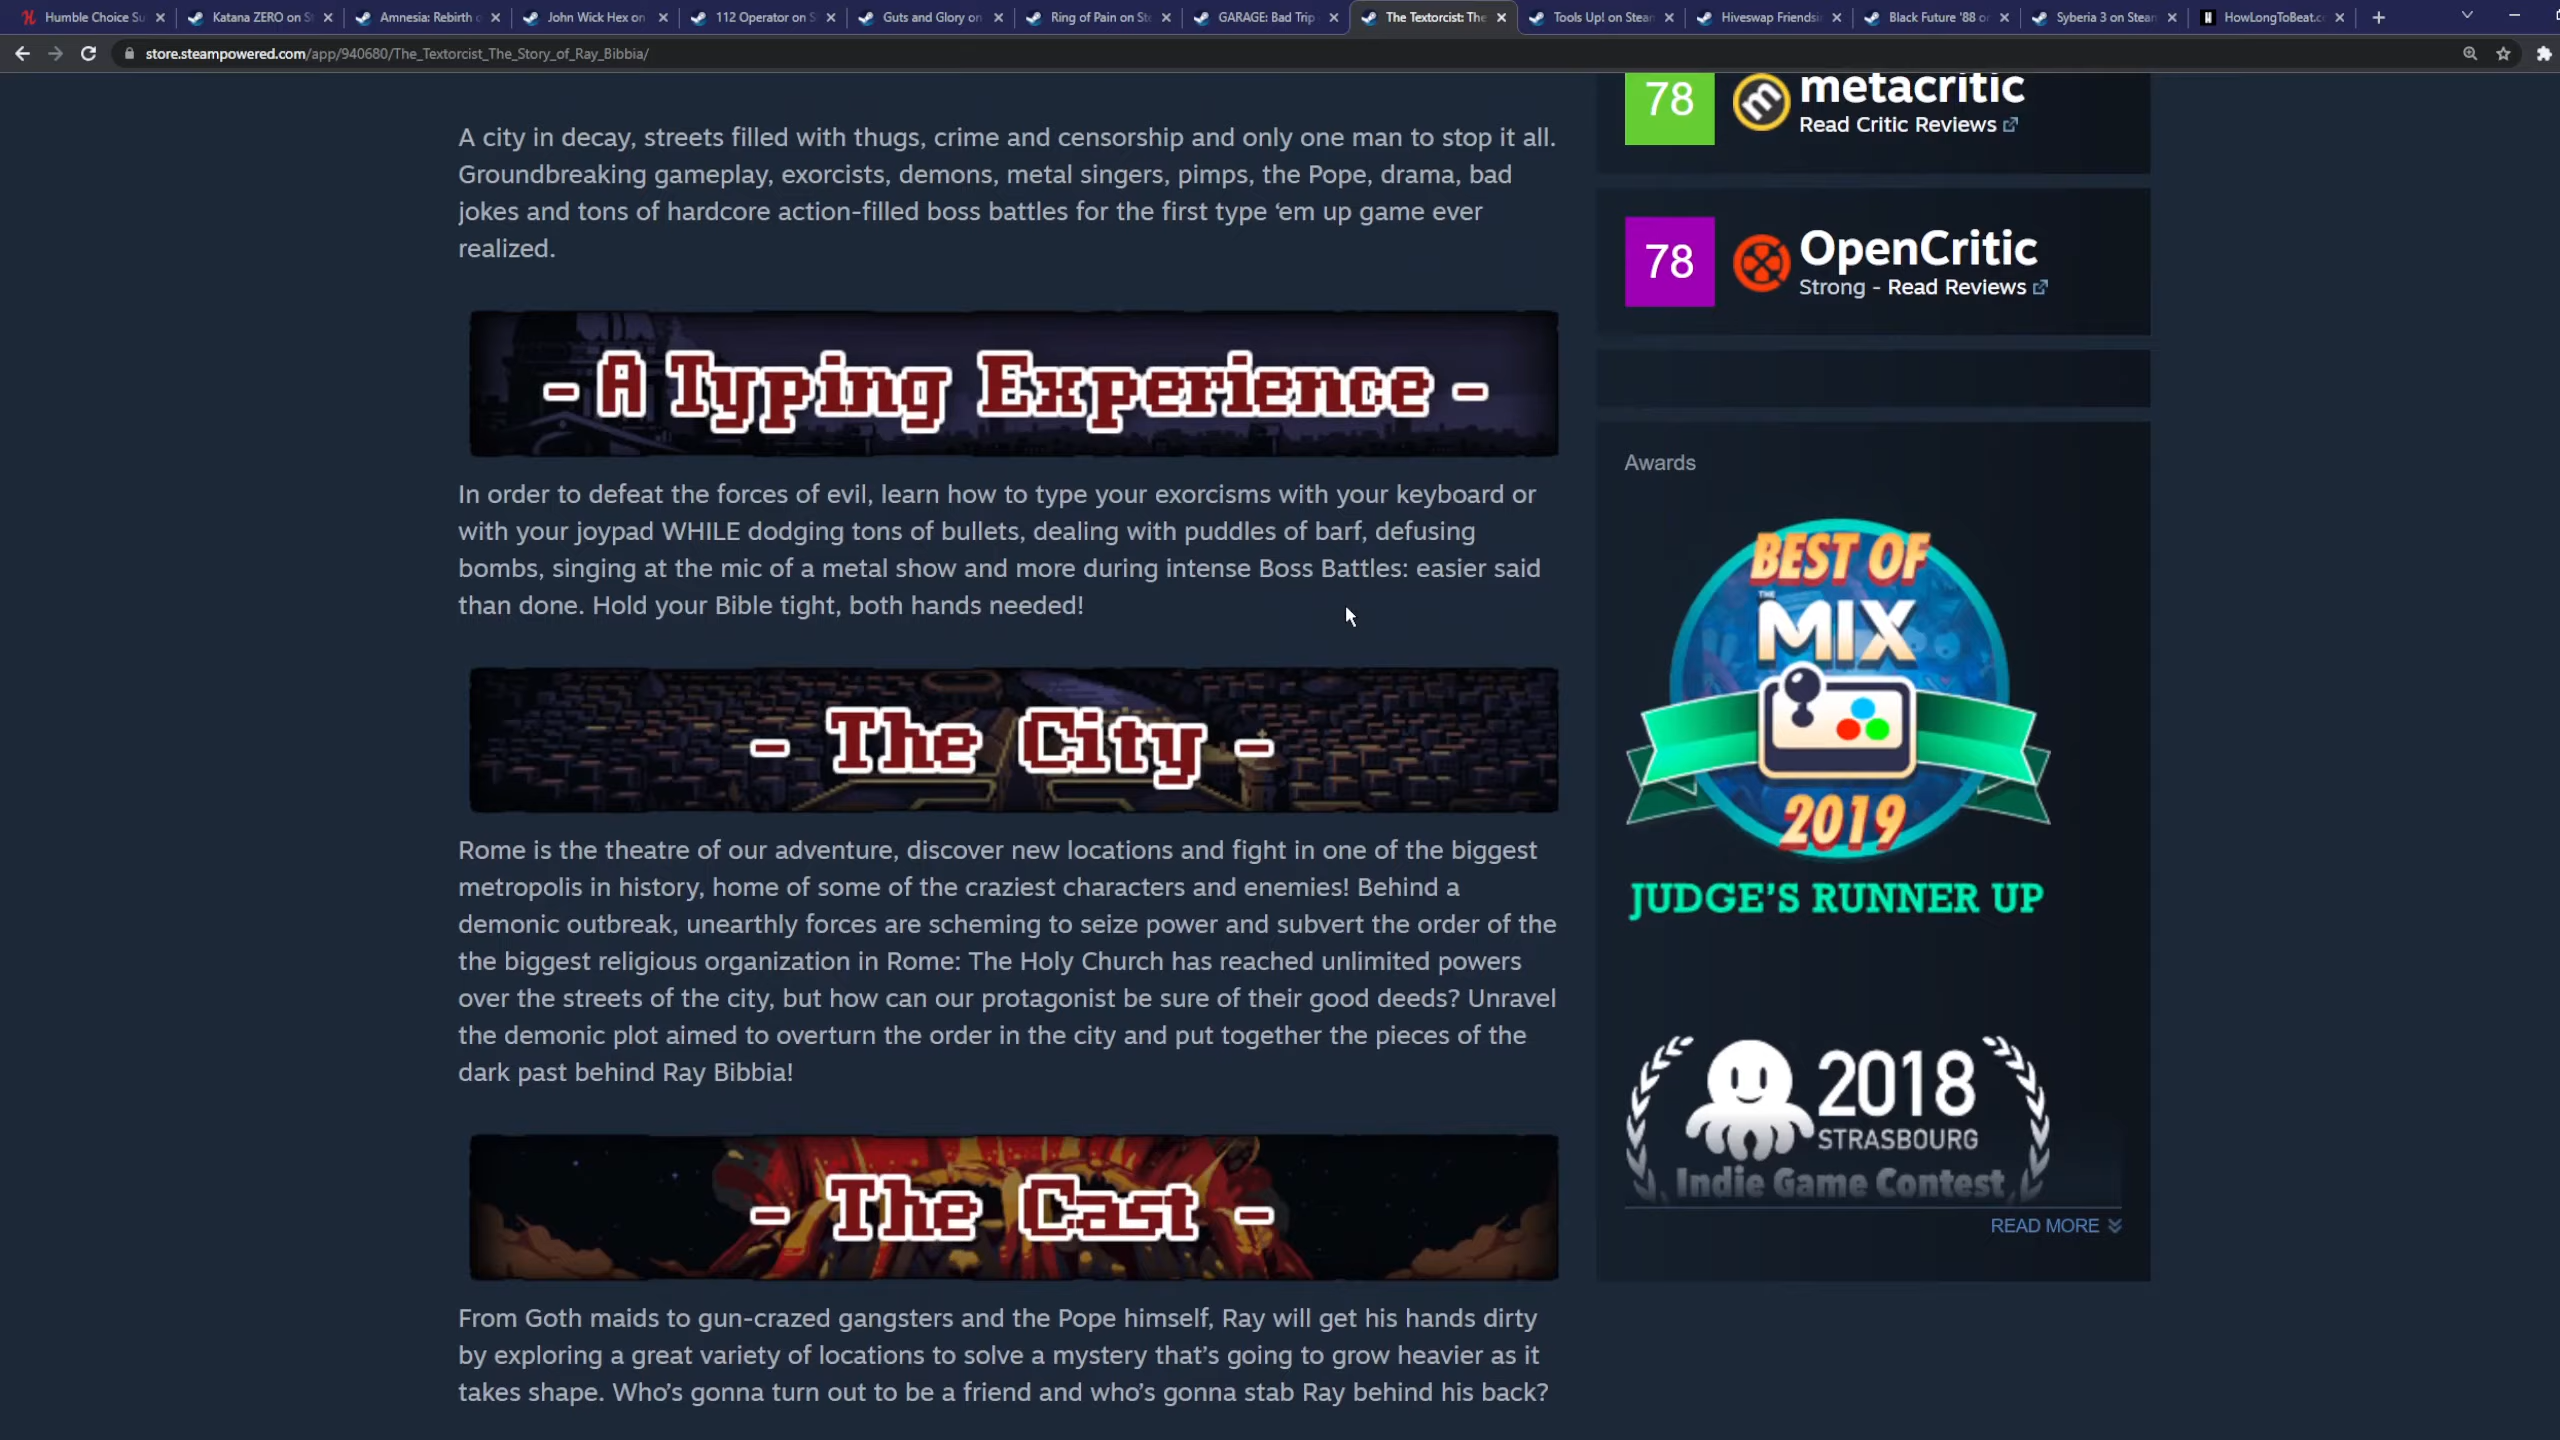 Humble Choice Su
Katana ZERO on S
Amnesia: Rebirth o
John Wick Hex on
112 Operator on S
Guts and Glory on
Ring of Pain on Ste
GARAGE: Bad Trip
The Textorcist: The
Tools Up! on Stean
Hiveswap Friendsi
Black Future '88 o
Syberia 3 on Stean
HowLongToBeat.c
store.steampowered.com/app/940680/The_Textorcist_The_Story_of_Ray_Bibbia/
A city in decay, streets filled with thugs, crime and censorship and only one man to stop it all.
Groundbreaking gameplay, exorcists, demons, metal singers, pimps, the Pope, drama, bad
jokes and tons of hardcore action-filled boss battles for the first type ‘em up game ever
realized.
- A Typing Experience -
In order to defeat the forces of evil, learn how to type your exorcisms with your keyboard or
with your joypad WHILE dodging tons of bullets, dealing with puddles of barf, defusing
bombs, singing at the mic of a metal show and more during intense Boss Battles: easier said
than done. Hold your Bible tight, both hands needed!
- The City -
Rome is the theatre of our adventure, discover new locations and fight in one of the biggest
metropolis in history, home of some of the craziest characters and enemies! Behind a
demonic outbreak, unearthly forces are scheming to seize power and subvert the order of the
the biggest religious organization in Rome: The Holy Church has reached unlimited powers
over the streets of the city, but how can our protagonist be sure of their good deeds? Unravel
the demonic plot aimed to overturn the order in the city and put together the pieces of the
dark past behind Ray Bibbia!
- The Cast -
From Goth maids to gun-crazed gangsters and the Pope himself, Ray will get his hands dirty
by exploring a great variety of locations to solve a mystery that’s going to grow heavier as it
takes shape. Who’s gonna turn out to be a friend and who’s gonna stab Ray behind his back?
78
metacritic
Read Critic Reviews
78
OpenCritic
Strong - Read Reviews
Awards
BEST OF
THE
MIX
2019
JUDGE'S RUNNER UP
2018
STRASBOURG
Indie Game Contest
READ MORE